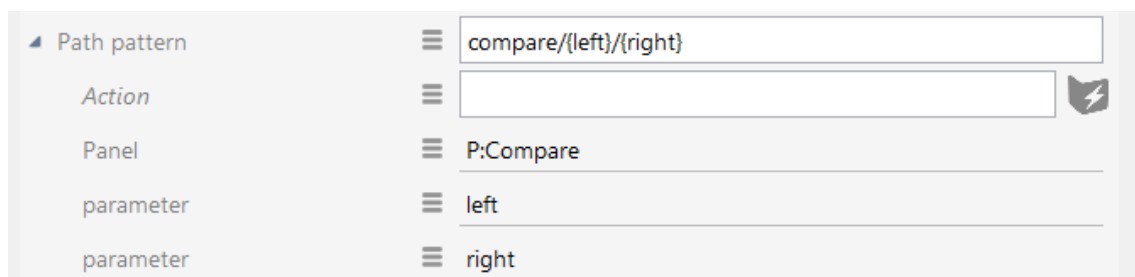 Path pattern compare/{left}/{right}
Action
Panel P:Compare
parameter left
parameter right